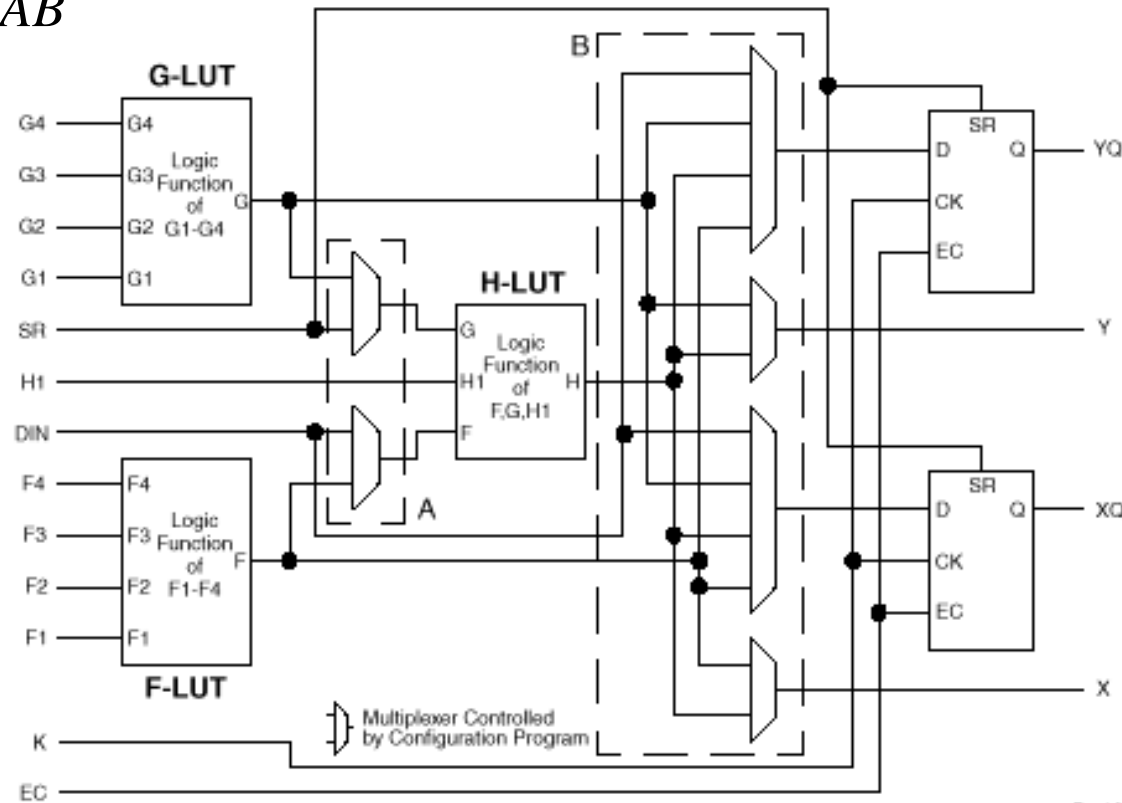 AB
G-LUT
G4
G3
G2
G1
G4
G3
G2
G1
Logic
Function
of
G1-G4
G
SR
H1
DIN
H-LUT
G
H1
F
Logic
Function
of
F,G,H1
H
A
B
F4
F3
F2
F1
F4
F3
F2
F1
Logic
Function
of
F1-F4
F
F-LUT
K
EC
Multiplexer Controlled
by Configuration Program
SR
D
Q
CK
EC
YQ
Y
SR
D
Q
CK
EC
XQ
X